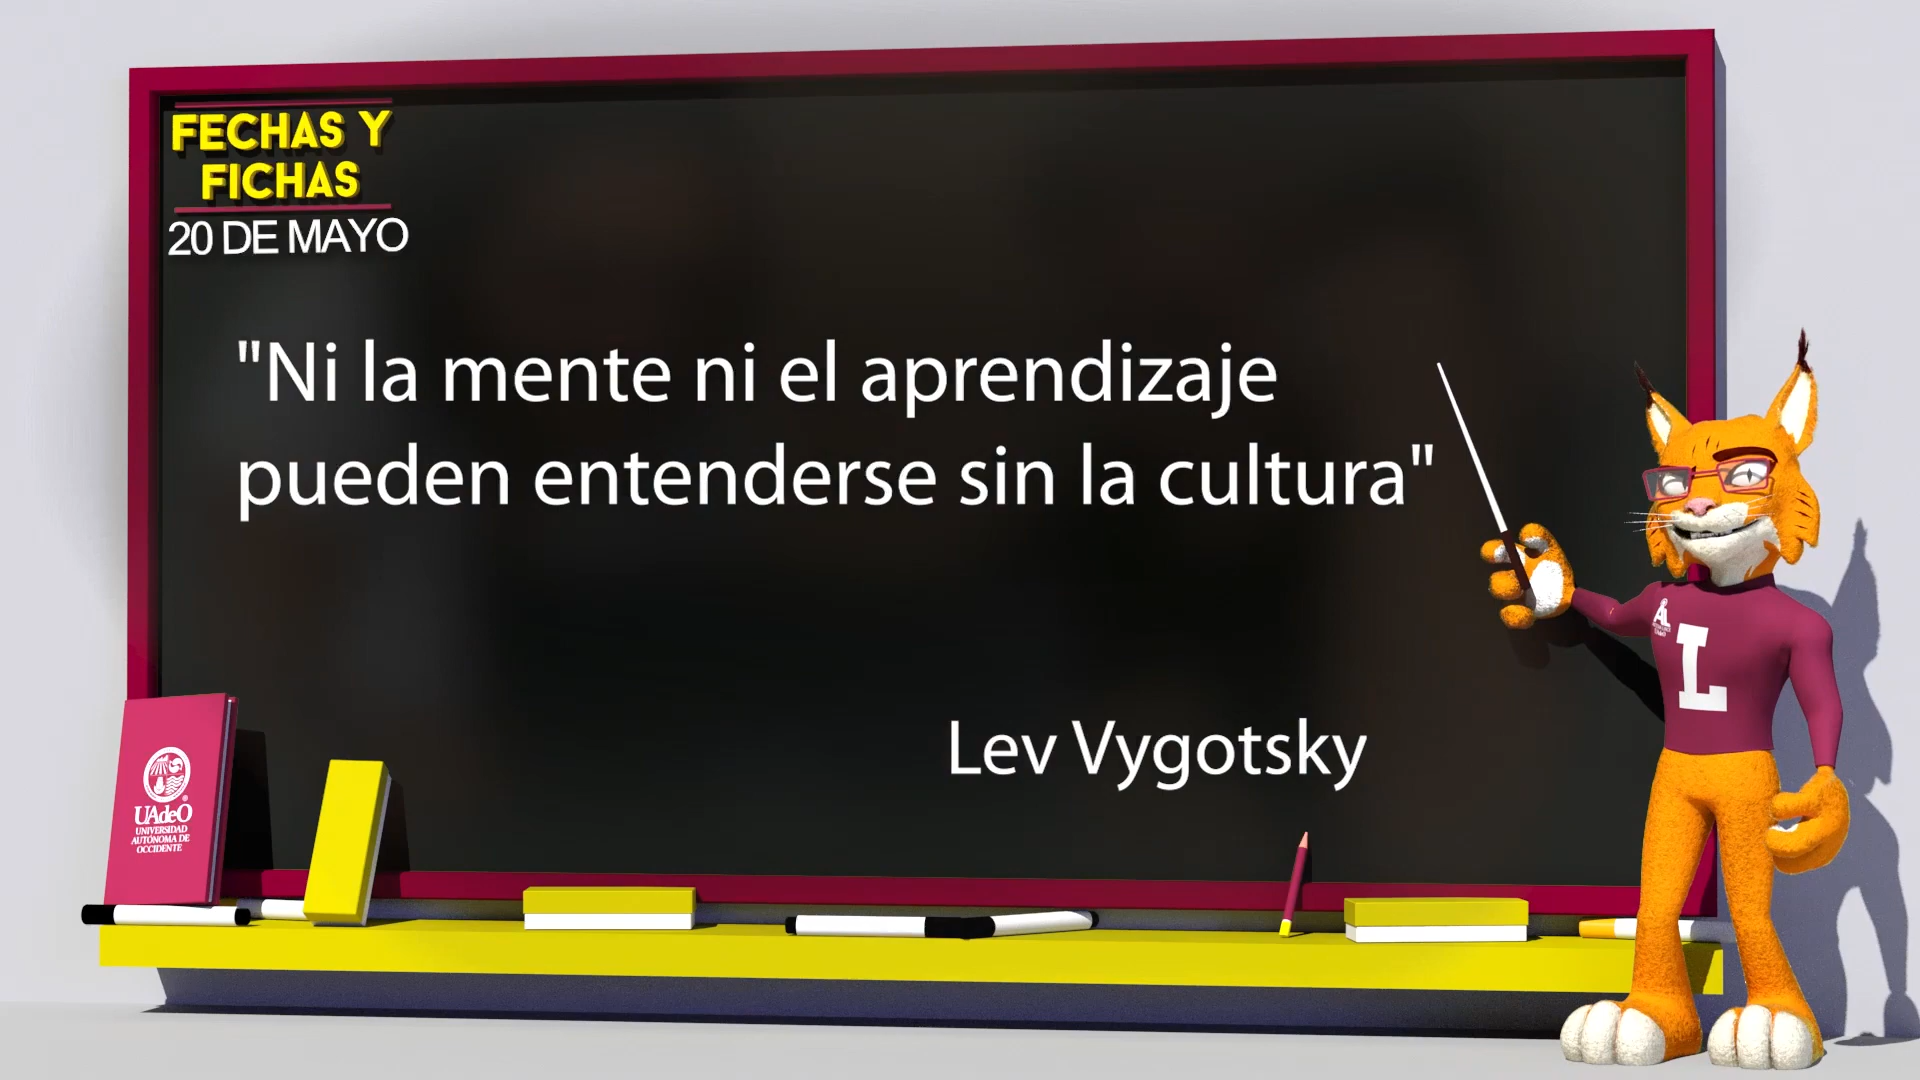 FECHAS Y
FICHAS
20 DE MAYO
"Ni la mente ni el aprendizaje
pueden entenderse sin la cultura"
Lev Vygotsky
L
UAdeO
UNIVERSIDAD
AUTÓNOMA DE
OCCIDENTE